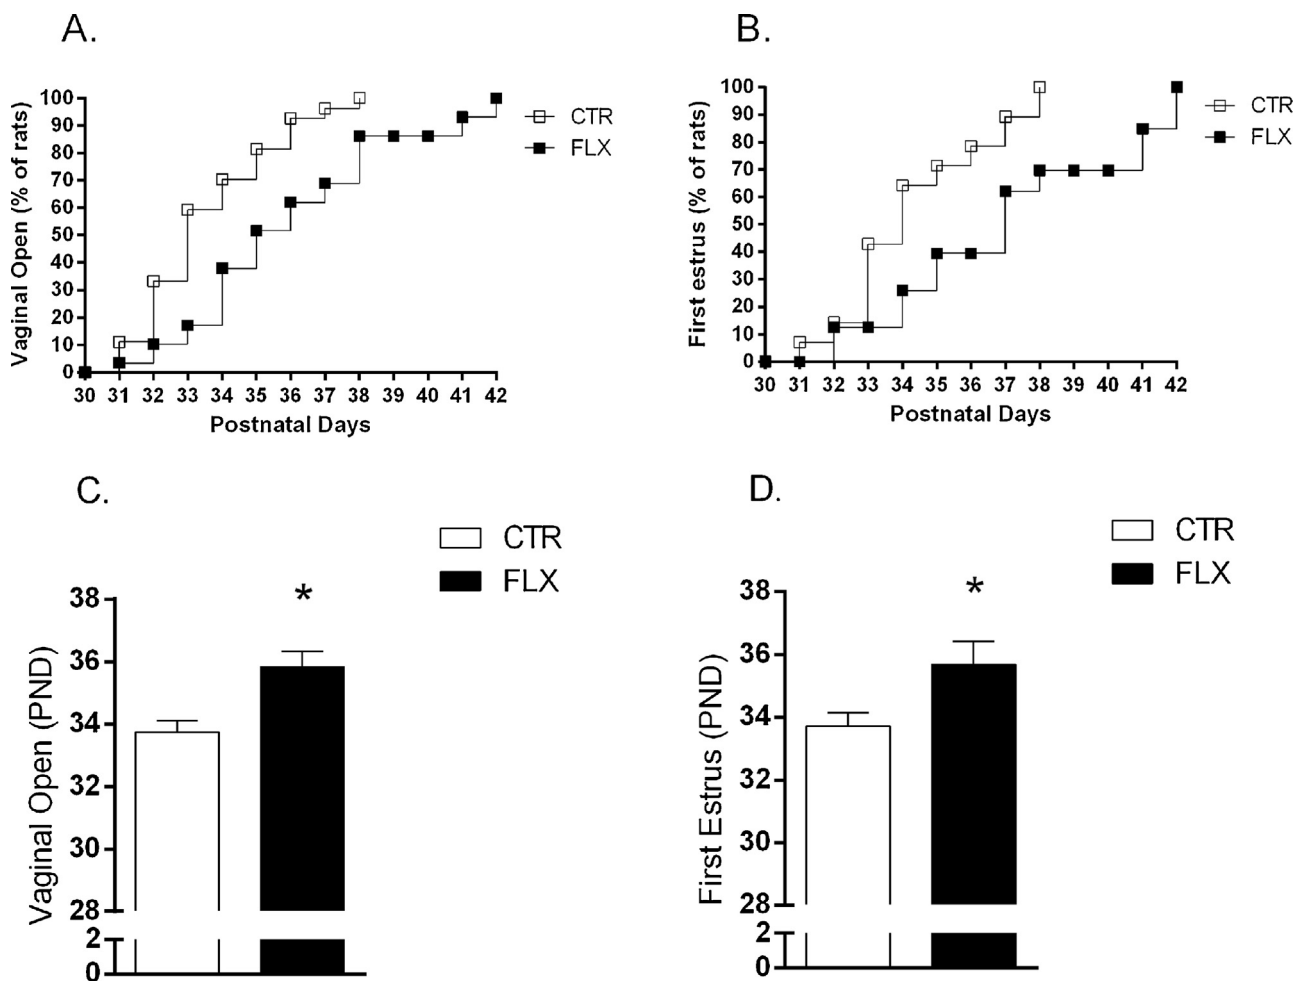 A.
Vaginal Open (% of rats)
100
90
80
70
60
50
40
30
20
10
0
30 31 32 33 34 35 36 37 38 39 40 41 42
Postnatal Days
CTR
FLX
B.
First estrus (% of rats)
100
90
80
70
60
50
40
30
20
10
0
30 31 32 33 34 35 36 37 38 39 40 41 42
Postnatal Days
CTR
FLX
C.
CTR
FLX
Vaginal Open (PND)
38
36
34
32
30
28
2
0
*
D.
CTR
FLX
First Estrus (PND)
38
36
34
32
30
28
2
0
*